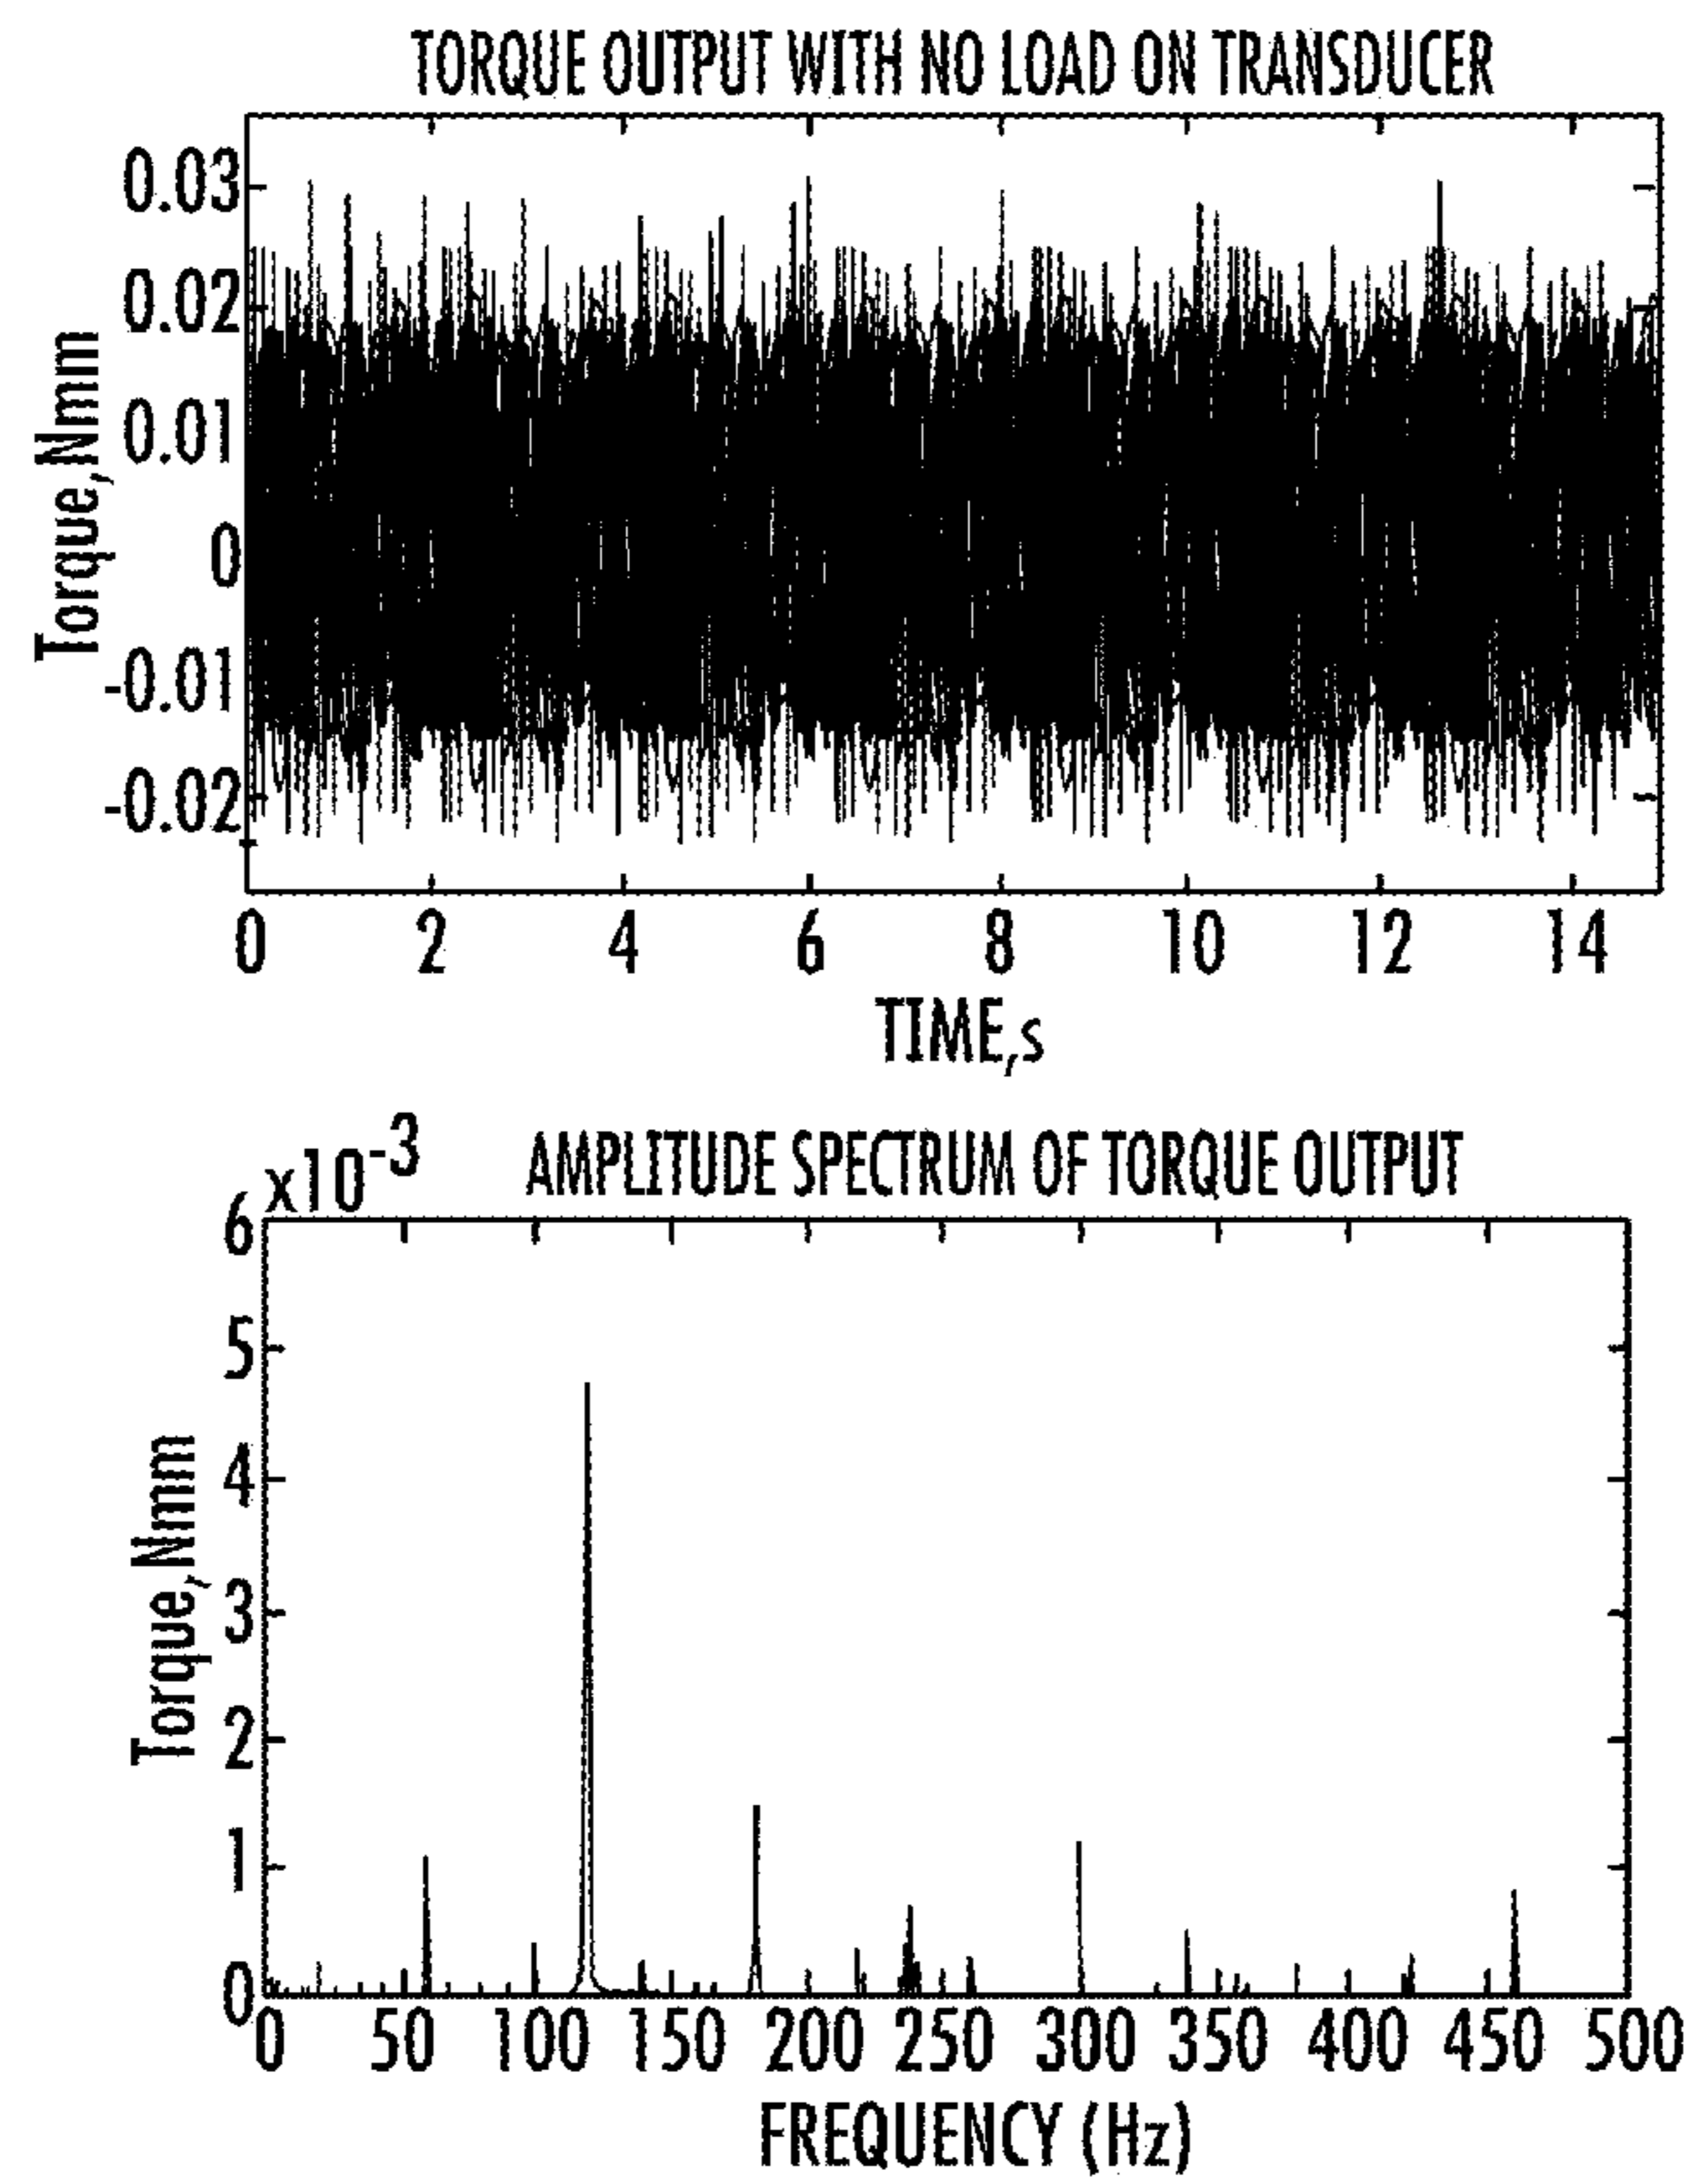 TORQUE OUTPUT WITH NO LOAD ON TRANSDUCER
0.03
0.02
0.01
0
-0.01
-0.02
Torque,Nmm
0 2 4 6 8 10 12 14
TIME,s
x10-3 AMPLITUDE SPECTRUM OF TORQUE OUTPUT
6
5
4
3
2
1
0
Torque,Nmm
0 50 100 150 200 250 300 350 400 450 500
FREQUENCY (Hz)